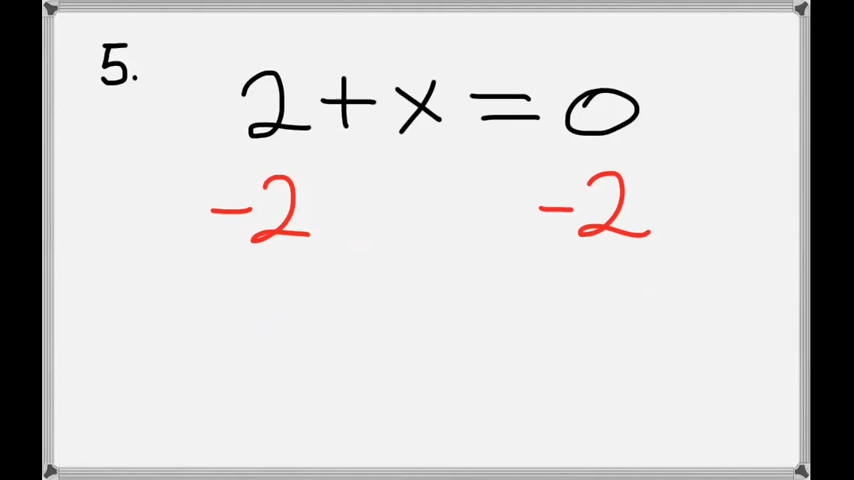 5. 2 + x = 0
-2 -2